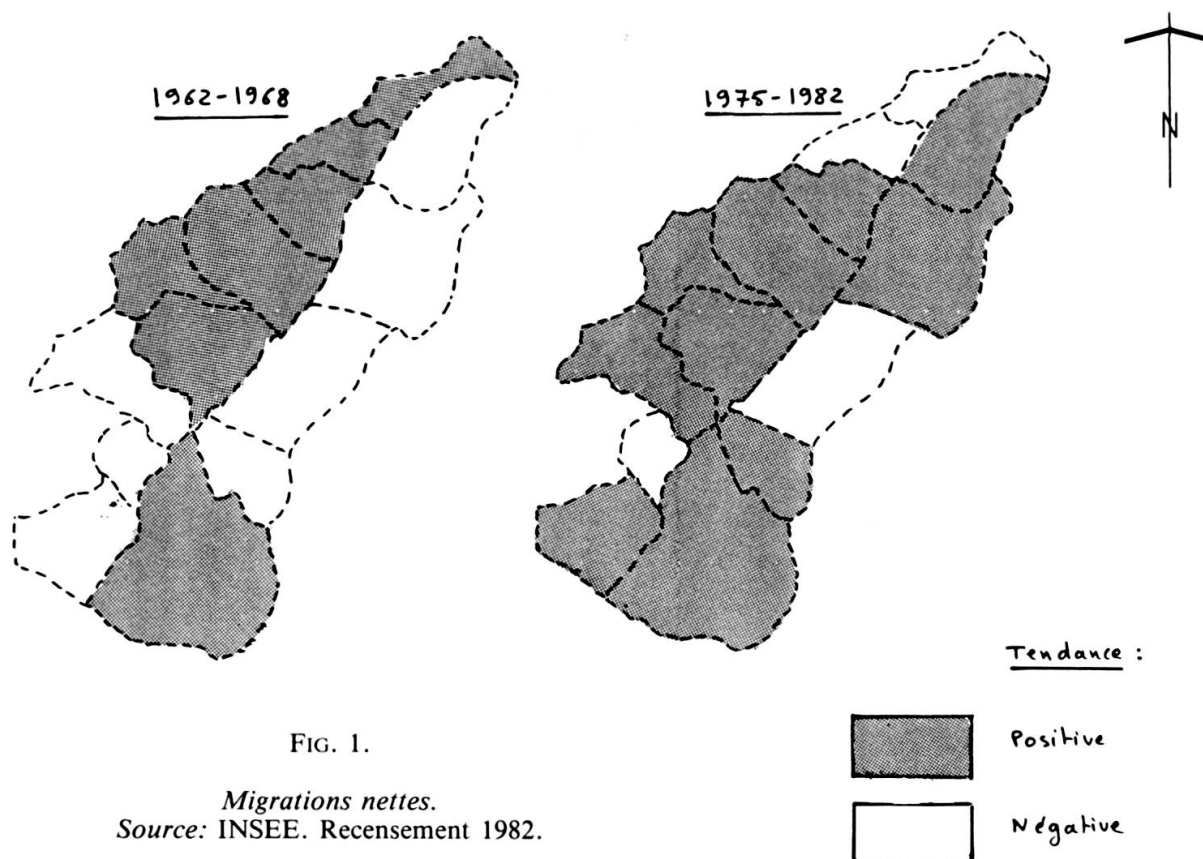 1962-1968
1975-1982
N
Tendance :
Positive
Négative
FIG. 1.
Migrations nettes.
Source: INSEE. Recensement 1982.